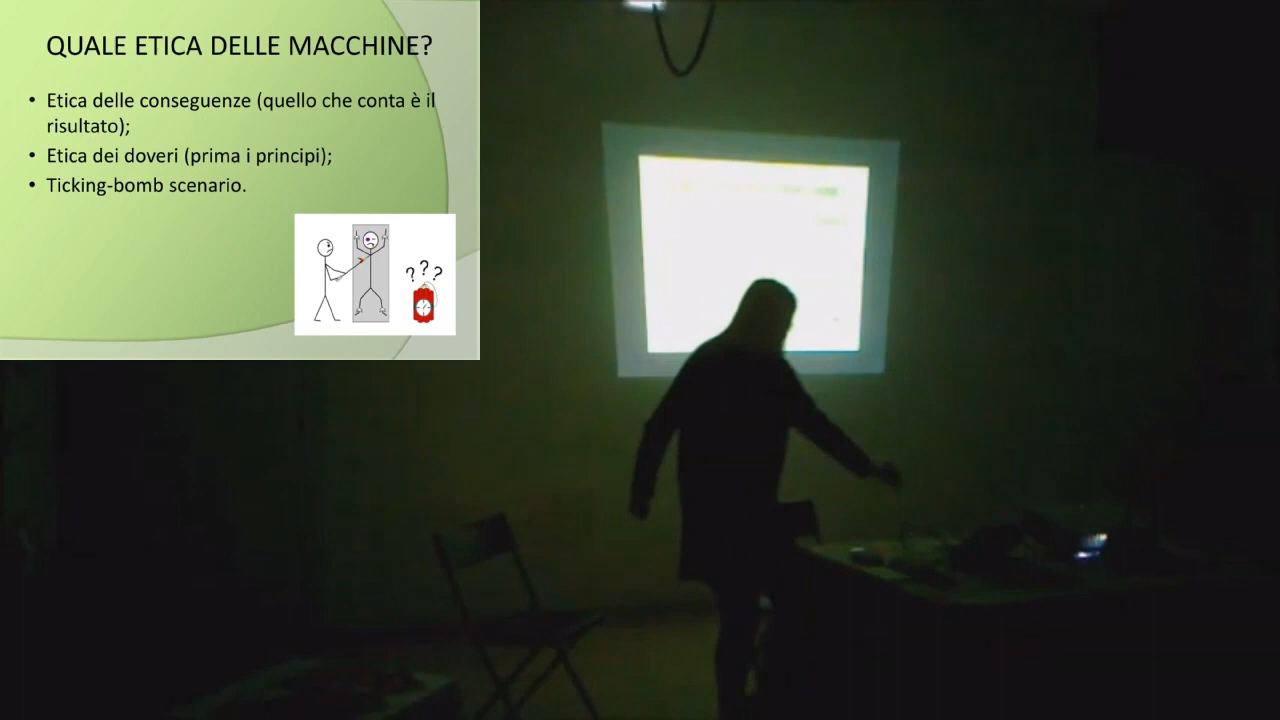 QUALE ETICA DELLE MACCHINE?
• Etica delle conseguenze (quello che conta è il
risultato);
• Etica dei doveri (prima i principi);
• Ticking-bomb scenario.
? ? ?